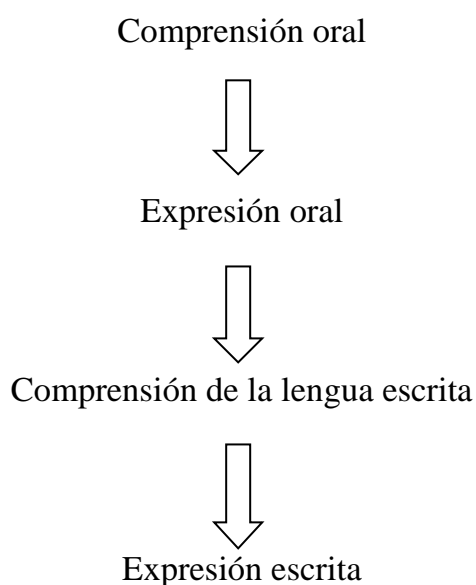 Comprensión oral
Expresión oral
Comprensión de la lengua escrita
Expresión escrita